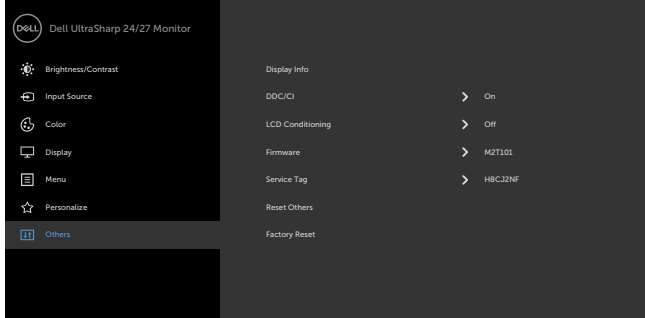 DELL Dell UltraSharp 24/27 Monitor
Brightness/Contrast
Input Source
Color
Display
Menu
Personalize
Others
Display Info
DDC/CI On
LCD Conditioning Off
Firmware M2T101
Service Tag H8CJ2NF
Reset Others
Factory Reset